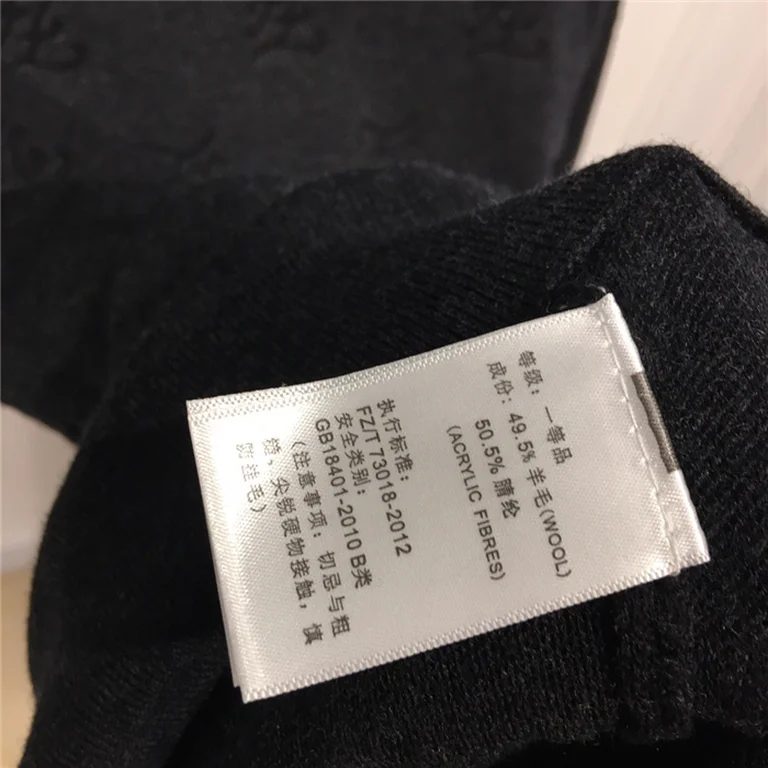 等级：一等品
成份：49.5% 羊毛(WOOL)
50.5% 腈纶
(ACRYLIC FIBRES)
执行标准：
FZ/T 73018-2012
安全类别：
GB18401-2010 B类
(注意事项：切忌与粗
糙，尖锐硬物接触，慎
防挂毛)